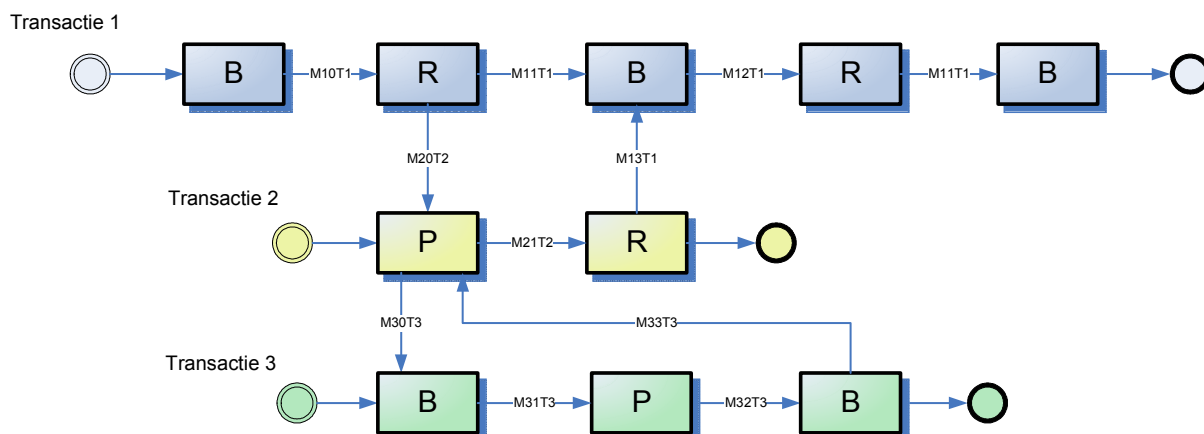 Transactie 1
B M10T1 R M11T1 B M12T1 R M11T1 B
M20T2 M13T1
Transactie 2
P M21T2 R
M30T3 M33T3
Transactie 3
B M31T3 P M32T3 B